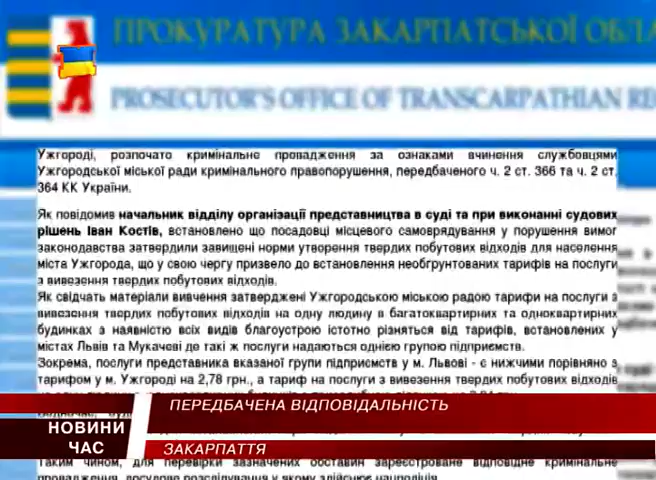 ПРОКУРАТУРА ЗАКАРПАТСЬКОЇ ОБЛА
PROSECUTOR'S OFFICE OF TRANSCARPATHIAN RE
Ужгороді, розпочато кримінальне провадження за ознаками вчинення службовцями
Ужгородської міської ради кримінального правопорушення, передбаченого ч. 2 ст. 366 та ч. 2 ст.
364 КК України.
Як повідомив начальник відділу організації представництва в суді та при виконанні судових
рішень Іван Костів, встановлено що посадовці місцевого самоврядування у порушення вимог
законодавства затвердили завищені норми утворення твердих побутових відходів для населення
міста Ужгорода, що у свою чергу призвело до встановлення необґрунтованих тарифів на послуги
з вивезення твердих побутових відходів.
Як свідчать матеріали вивчення затверджені Ужгородською міською радою тарифи на послуги з
вивезення твердих побутових відходів на одну людину в багатоквартирних та одноквартирних
будинках з наявністю всіх видів благоустрою істотно різняться від тарифів, встановлених у
містах Львів та Мукачеві де такі ж послуги надаються однією групою підприємств.
Зокрема, послуги представника вказаної групи підприємств у м. Львові - є нижчими порівняно з
тарифом у м. Ужгороді на 2,78 грн., а тариф на послуги з вивезення твердих побутових відходів
ПЕРЕДБАЧЕНА ВІДПОВІДАЛЬНІСТЬ
НОВИНИ
ЧАС
ЗАКАРПАТТЯ
Таким чином, для перевірки зазначених обставин зареєстроване відповідне кримінальне
провадження, досудове розслідування у якому здійснює нацполіція.